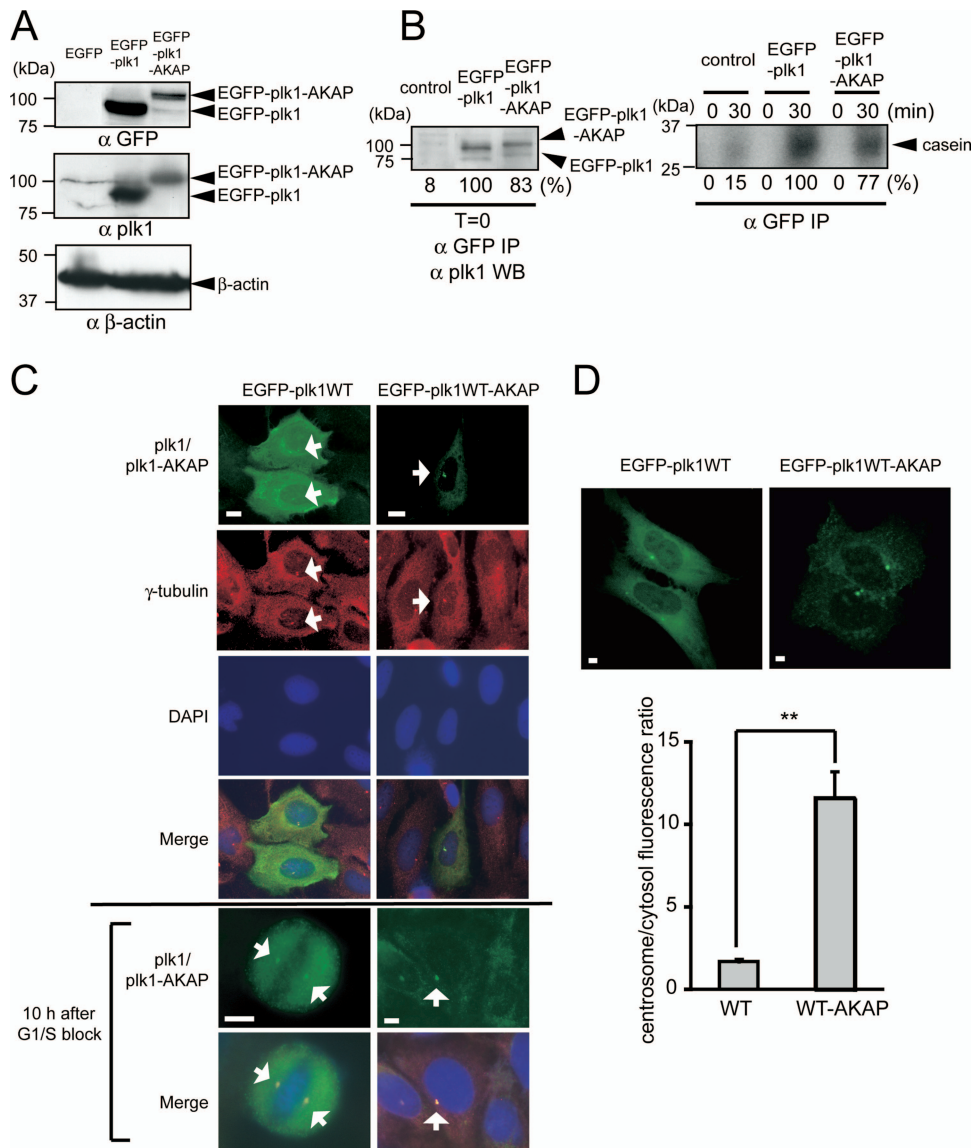 A
EGFP
EGFP
-plk1
EGFP
-plk1
-AKAP
(kDa)
100
75
EGFP-plk1-AKAP
EGFP-plk1
α GFP
100
75
EGFP-plk1-AKAP
EGFP-plk1
α plk1
50
37
β-actin
α β-actin
B
control
EGFP
-plk1
EGFP
-plk1
-AKAP
(kDa)
100
75
EGFP-plk1
-AKAP
EGFP-plk1
8 100 83 (%)
T=0
α GFP IP
α plk1 WB
control
EGFP
-plk1
EGFP
-plk1
-AKAP
0 30 0 30 0 30 (min)
(kDa)
37
25
casein
0 15 0 100 0 77 (%)
α GFP IP
C
EGFP-plk1WT EGFP-plk1WT-AKAP
plk1/
plk1-AKAP
γ-tubulin
DAPI
Merge
10 h after
G1/S block
plk1/
plk1-AKAP
Merge
D
EGFP-plk1WT EGFP-plk1WT-AKAP
centrosome/cytosol fluorescence ratio
15
10
5
0
**
WT WT-AKAP